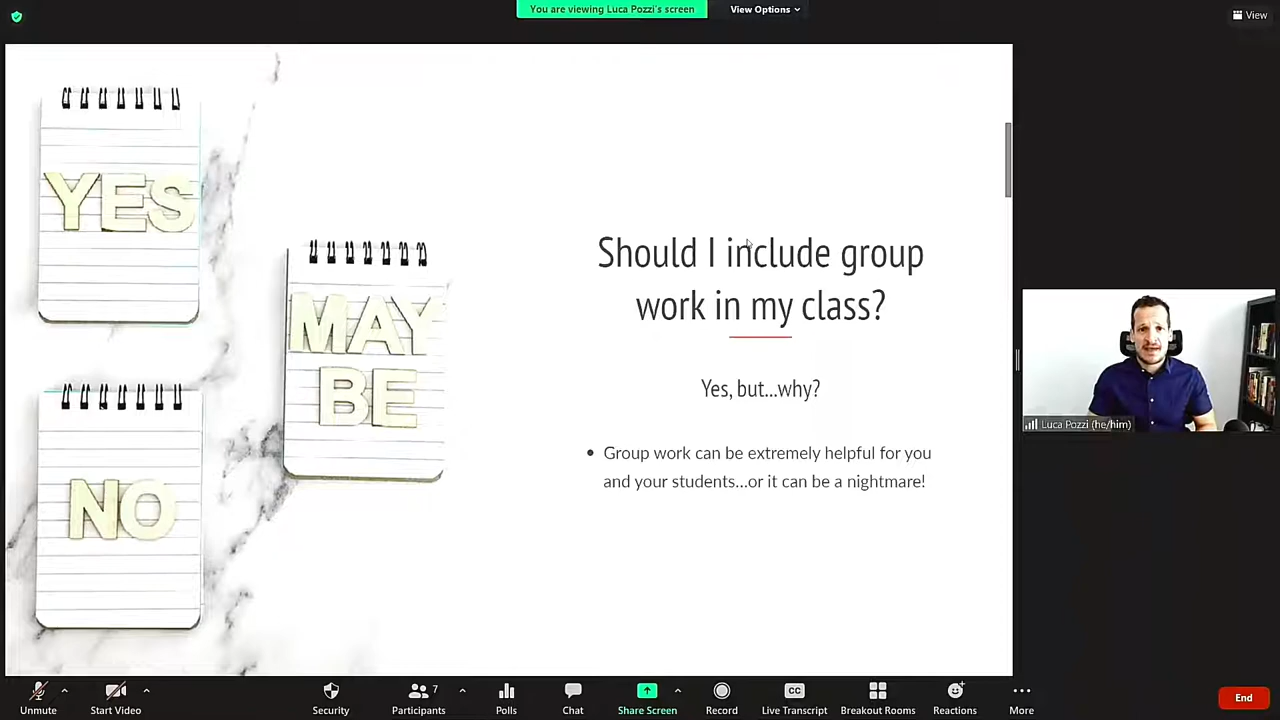 You are viewing Luca Pozzi's screen
View Options
View
YES
MAY
BE
NO
Should I include group
work in my class?
Yes, but...why?
• Group work can be extremely helpful for you
and your students...or it can be a nightmare!
Luca Pozzi (he/him)
Unmute
Start Video
Security
Participants
7
Polls
Chat
Share Screen
Record
CC
Live Transcript
Breakout Rooms
Reactions
More
End